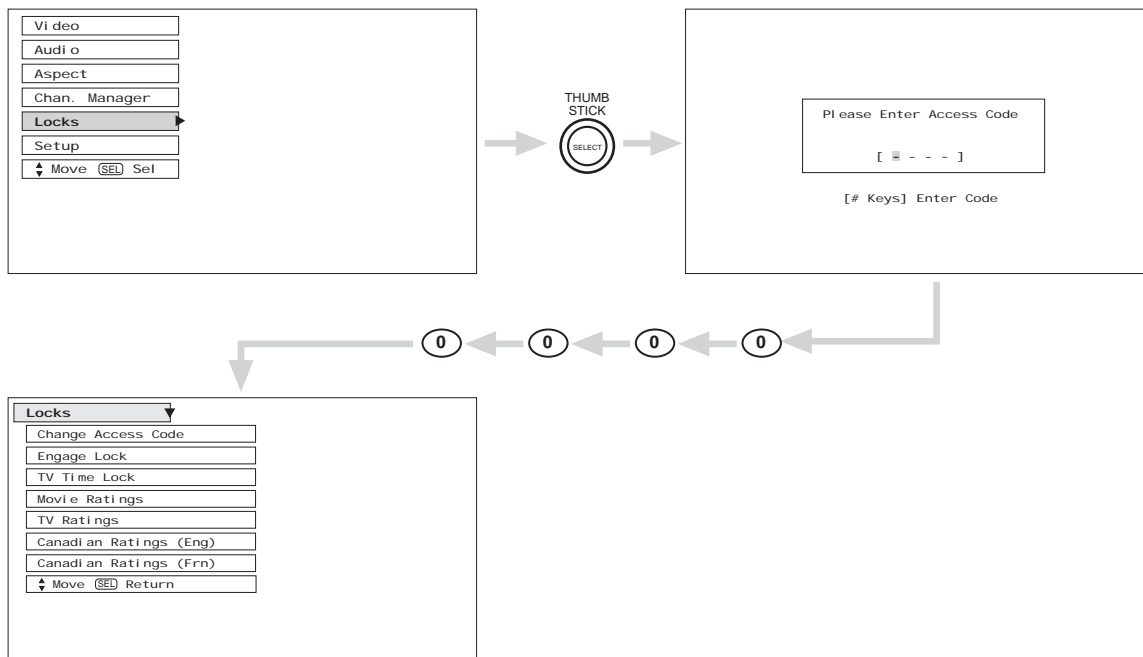 Video
Audio
Aspect
Chan. Manager
Locks
Setup
Move SEL Sel
THUMB
STICK
SELECT
Please Enter Access Code
[ - - - - ]
[# Keys] Enter Code
0 0 0 0
Locks
Change Access Code
Engage Lock
TV Time Lock
Movie Ratings
TV Ratings
Canadian Ratings (Eng)
Canadian Ratings (Frn)
Move SEL Return